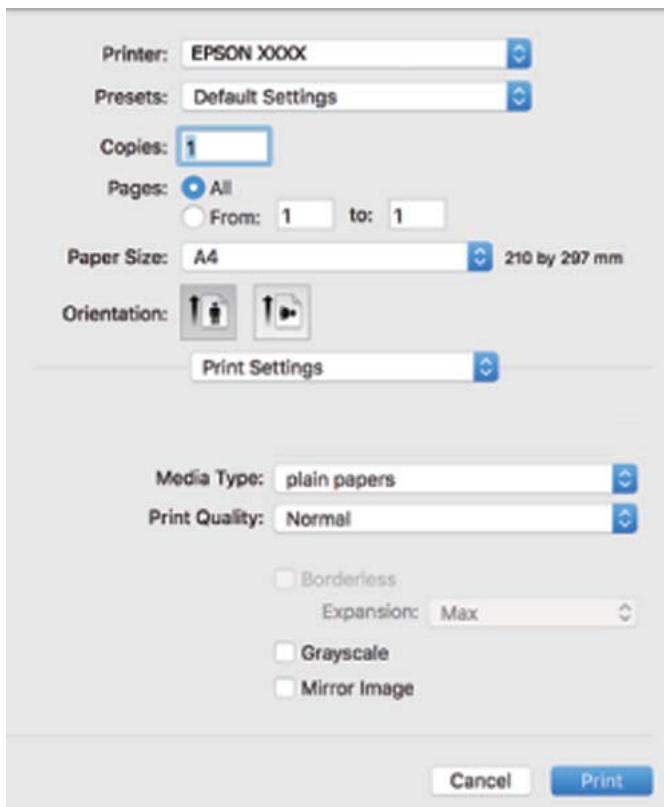 Printer: EPSON XXXX
Presets: Default Settings
Copies: 1
Pages: All
From: 1 to: 1
Paper Size: A4 210 by 297 mm
Orientation:
Print Settings
Media Type: plain papers
Print Quality: Normal
Borderless
Expansion: Max
Grayscale
Mirror Image
Cancel Print